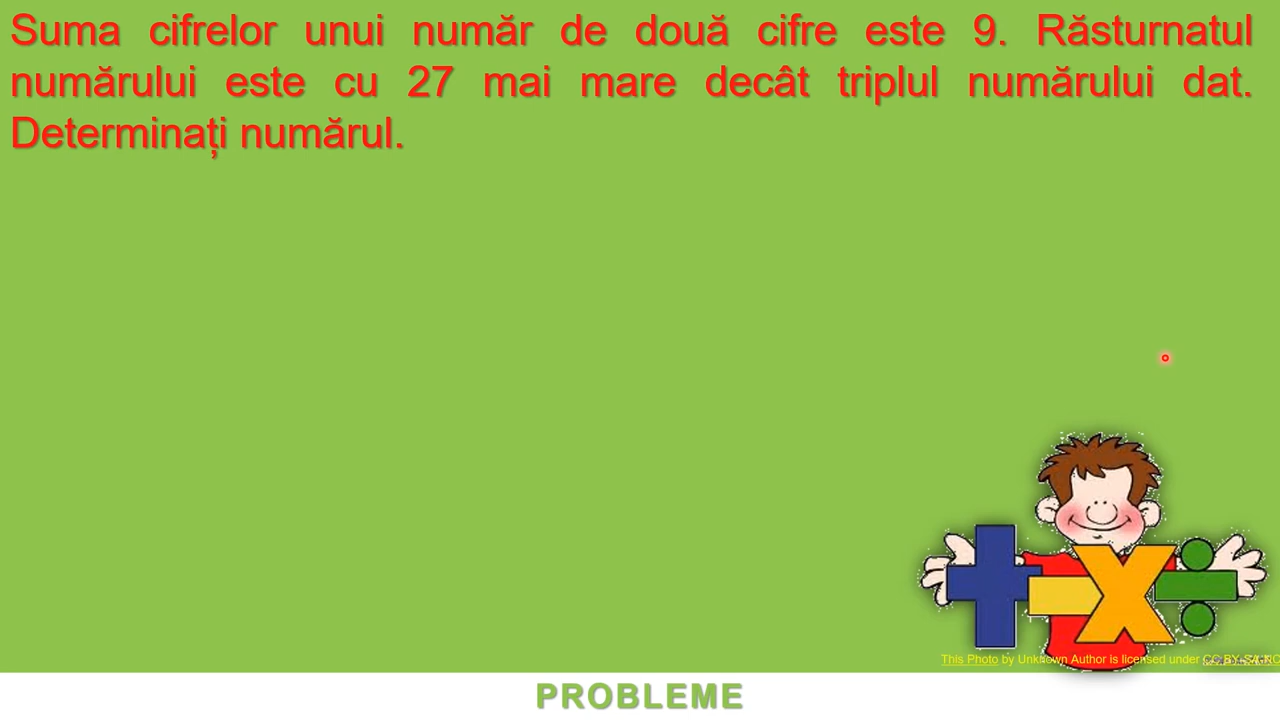 Suma cifrelor unui număr de două cifre este 9. Răsturnatul
numărului este cu 27 mai mare decât triplul numărului dat.
Determinați numărul.
This Photo by Unknown Author is licensed under CC BY-SA-NC
PROBLEME